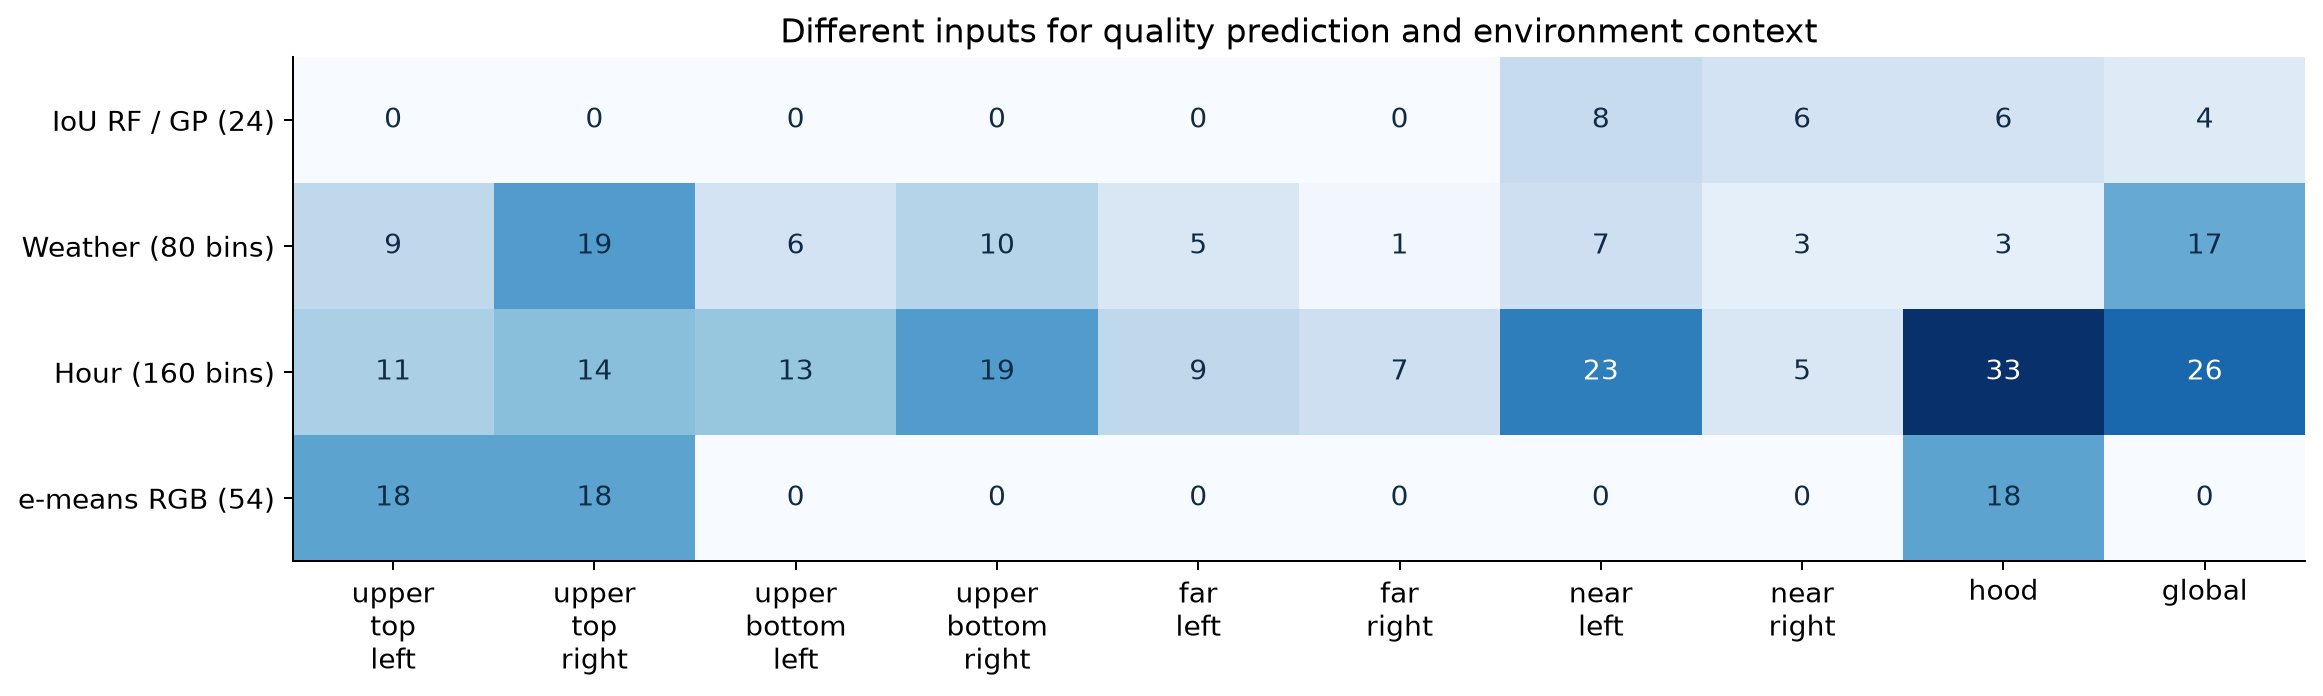 Different inputs for quality prediction and environment context
IoU RF / GP (24)
0 0 0 0 0 0 8 6 6 4
Weather (80 bins)
9 19 6 10 5 1 7 3 3 17
Hour (160 bins)
11 14 13 19 9 7 23 5 33 26
e-means RGB (54)
18 18 0 0 0 0 0 0 18 0
upper
top
left
upper
top
right
upper
bottom
left
upper
bottom
right
far
left
far
right
near
left
near
right
hood
global